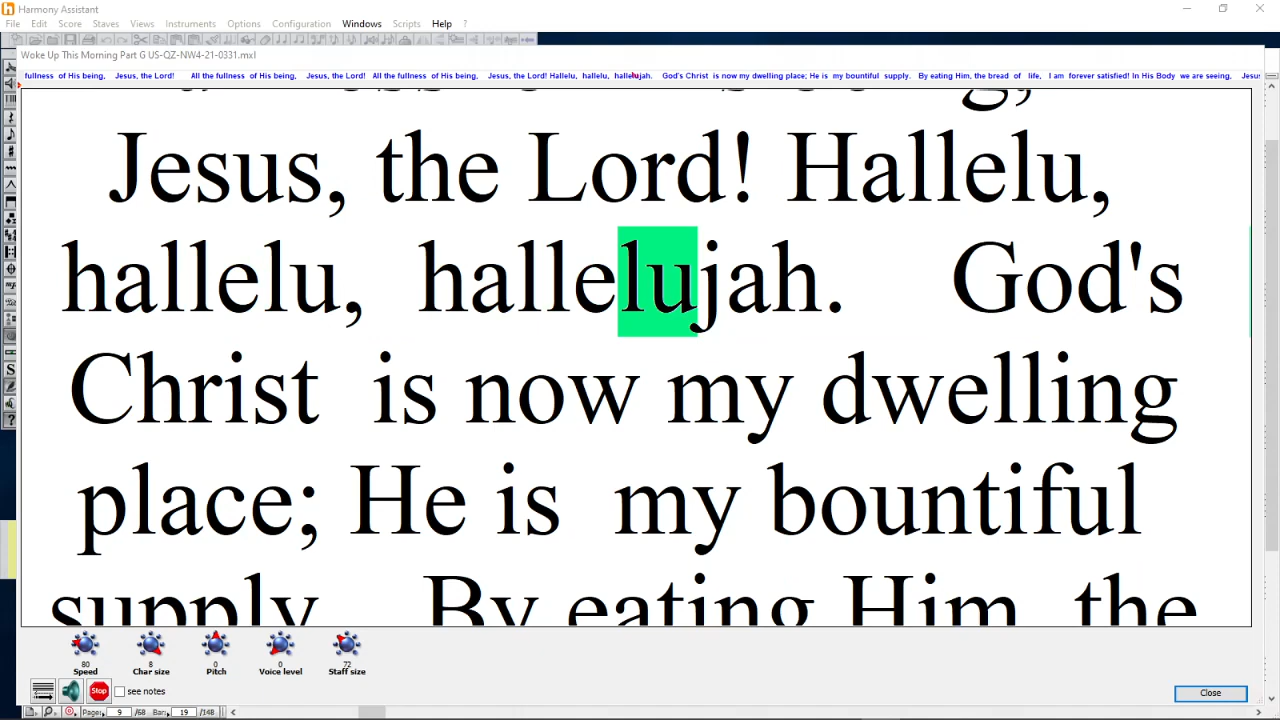 Harmony Assistant
File Edit Score Staves Views Instruments Options Configuration Windows Scripts Help ?
Woke Up This Morning Part G US-QZ-NW4-21-0331.mxl
fullness of His being, Jesus, the Lord! All the fullness of His being, Jesus, the Lord! All the fullness of His being, Jesus, the Lord! Hallelu, hallelu, hallelujah. God's Christ is now my dwelling place; He is my bountiful supply. By eating Him, the bread of life, I am forever satisfied! In His Body we are seeing, Jesus
Jesus, the Lord! Hallelu,
hallelu, hallelujah. God's
Christ is now my dwelling
place; He is my bountiful
supply. By eating Him, the
80 8 0 0 72
Speed Char size Pitch Voice level Staff size
Stop see notes Close
Page: 9 /68 Bar: 19 /148